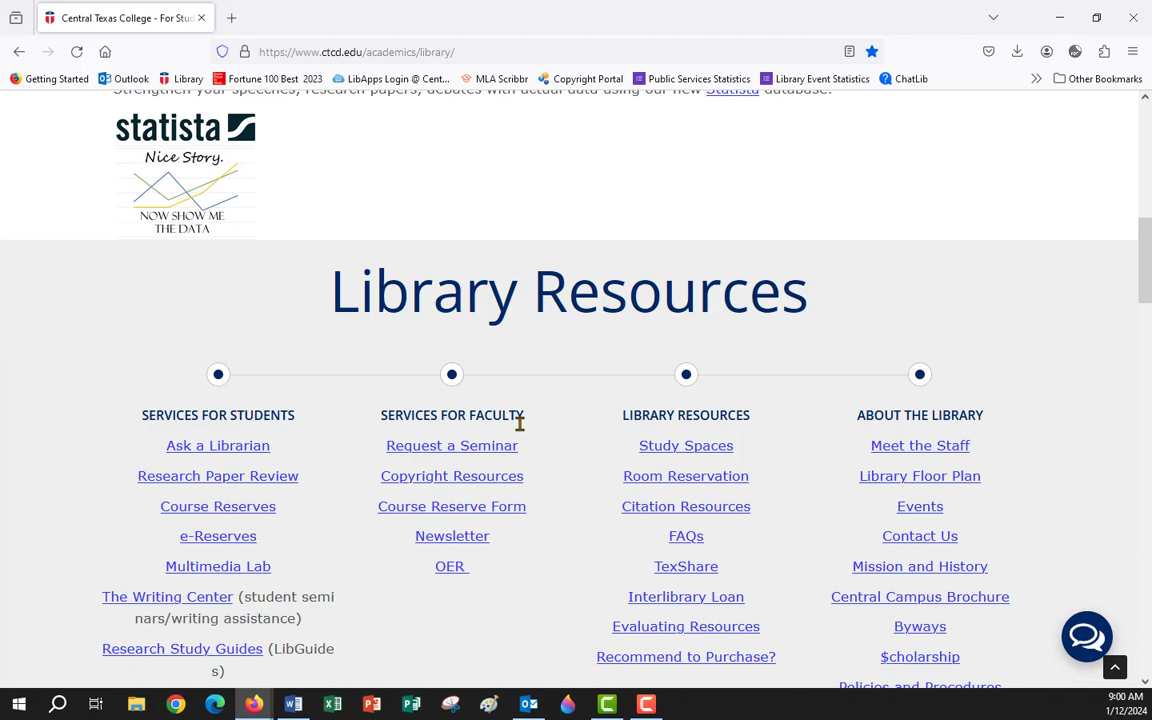 Central Texas College - For Stud
https://www.ctcd.edu/academics/library/
Getting Started Outlook Library Fortune 100 Best 2023 LibApps Login @ Cent... MLA Scribbr Copyright Portal Public Services Statistics Library Event Statistics ChatLib Other Bookmarks
Strengthen your speeches, research papers, debates with actual data using our new Statista database.
statista
Nice Story.
NOW SHOW ME
THE DATA
Library Resources
SERVICES FOR STUDENTS
Ask a Librarian
Research Paper Review
Course Reserves
e-Reserves
Multimedia Lab
The Writing Center (student semi
nars/writing assistance)
Research Study Guides (LibGuide
s)
SERVICES FOR FACULTY
Request a Seminar
Copyright Resources
Course Reserve Form
Newsletter
OER
LIBRARY RESOURCES
Study Spaces
Room Reservation
Citation Resources
FAQs
TexShare
Interlibrary Loan
Evaluating Resources
Recommend to Purchase?
ABOUT THE LIBRARY
Meet the Staff
Library Floor Plan
Events
Contact Us
Mission and History
Central Campus Brochure
Byways
$cholarship
Policies and Procedures
9:00 AM
1/12/2024